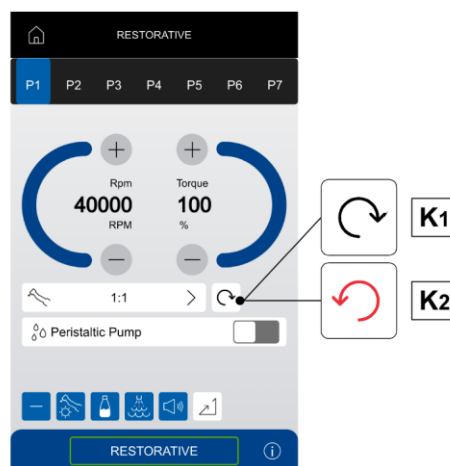 RESTORATIVE
P1 P2 P3 P4 P5 P6 P7
Rpm Torque
40000 100
RPM %
K1
1:1
K2
Peristaltic Pump
1
RESTORATIVE
i